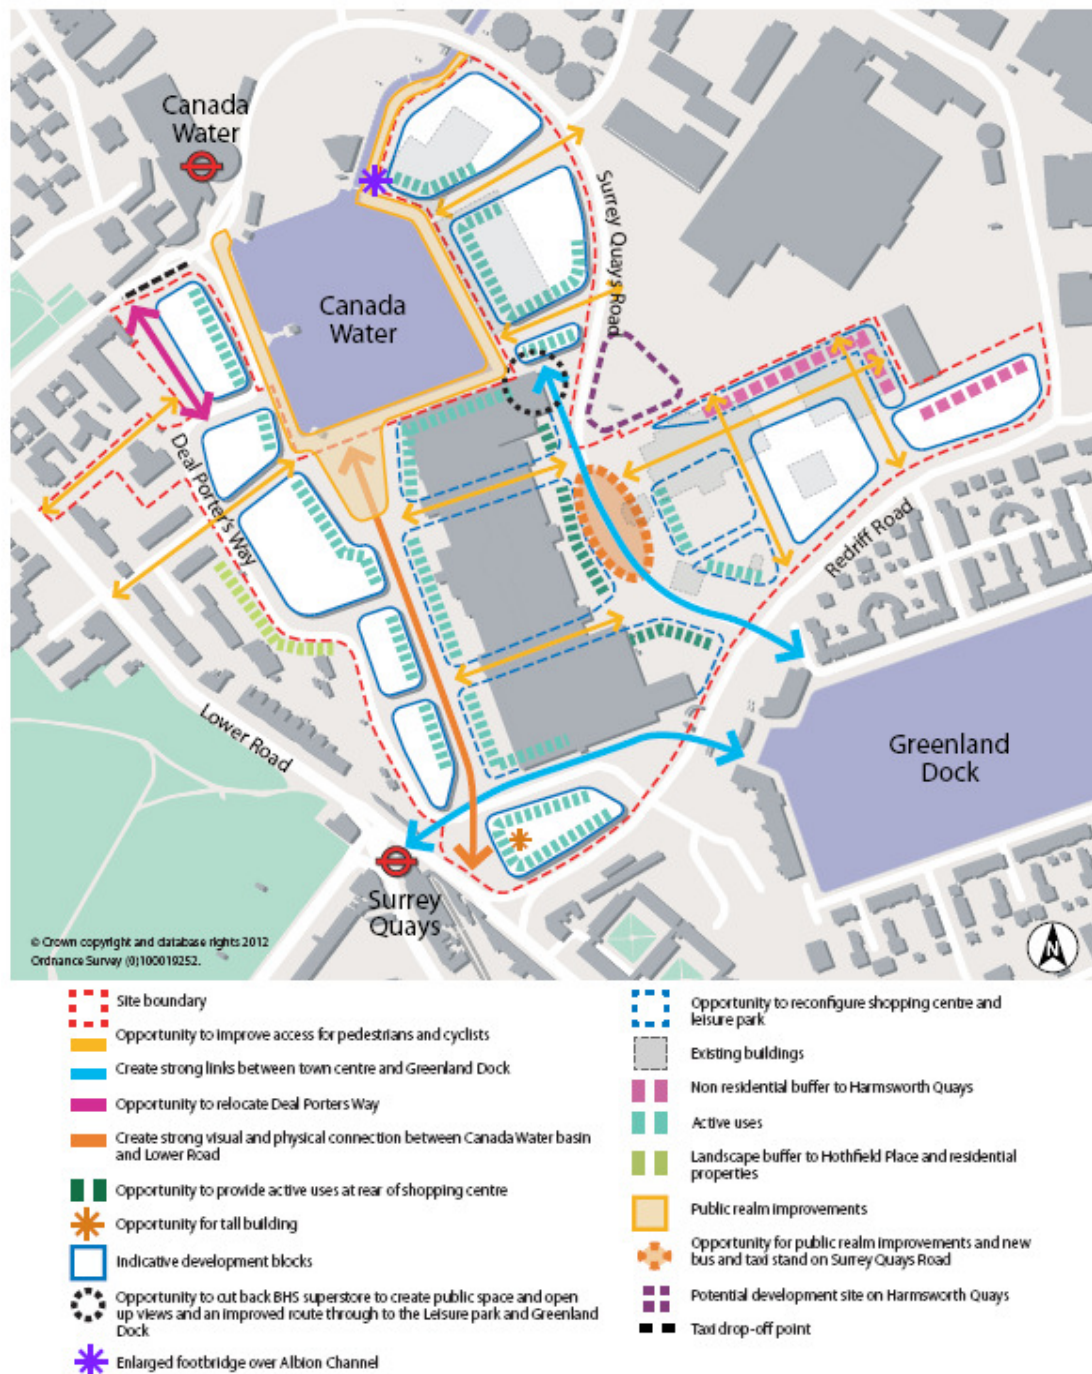 Canada
Water
Surrey Quays Road
Canada
Water
Deal Porter's Way
Redriff Road
Lower Road
Greenland
Dock
Surrey
Quays
© Crown copyright and database rights 2012
Ordnance Survey (0)100019252.
N
Site boundary
Opportunity to improve access for pedestrians and cyclists
Create strong links between town centre and Greenland Dock
Opportunity to relocate Deal Porters Way
Create strong visual and physical connection between Canada Water basin
and Lower Road
Opportunity to provide active uses at rear of shopping centre
Opportunity for tall building
Indicative development blocks
Opportunity to cut back BHS superstore to create public space and open
up views and an improved route through to the Leisure park and Greenland
Dock
Enlarged footbridge over Albion Channel
Opportunity to reconfigure shopping centre and
leisure park
Existing buildings
Non residential buffer to Harmsworth Quays
Active uses
Landscape buffer to Hothfield Place and residential
properties
Public realm improvements
Opportunity for public realm improvements and new
bus and taxi stand on Surrey Quays Road
Potential development site on Harmsworth Quays
Taxi drop-off point